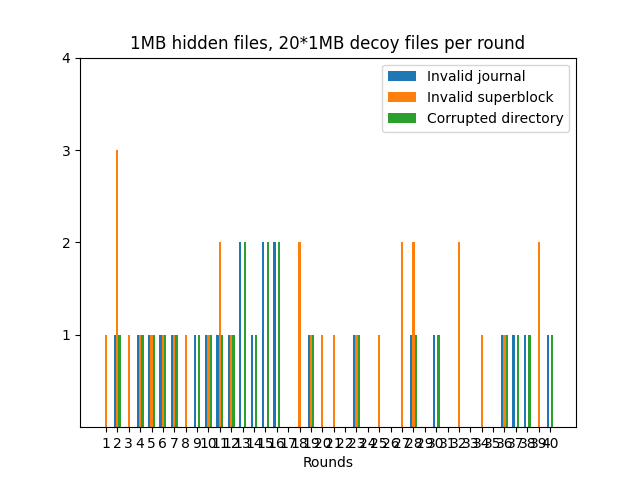 1MB hidden files, 20*1MB decoy files per round
Invalid journal
Invalid superblock
Corrupted directory
4
3
2
1
1 2 3 4 5 6 7 8 9 10 11 12 13 14 15 16 17 18 19 20 21 22 23 24 25 26 27 28 29 30 31 32 33 34 35 36 37 38 39 40
Rounds